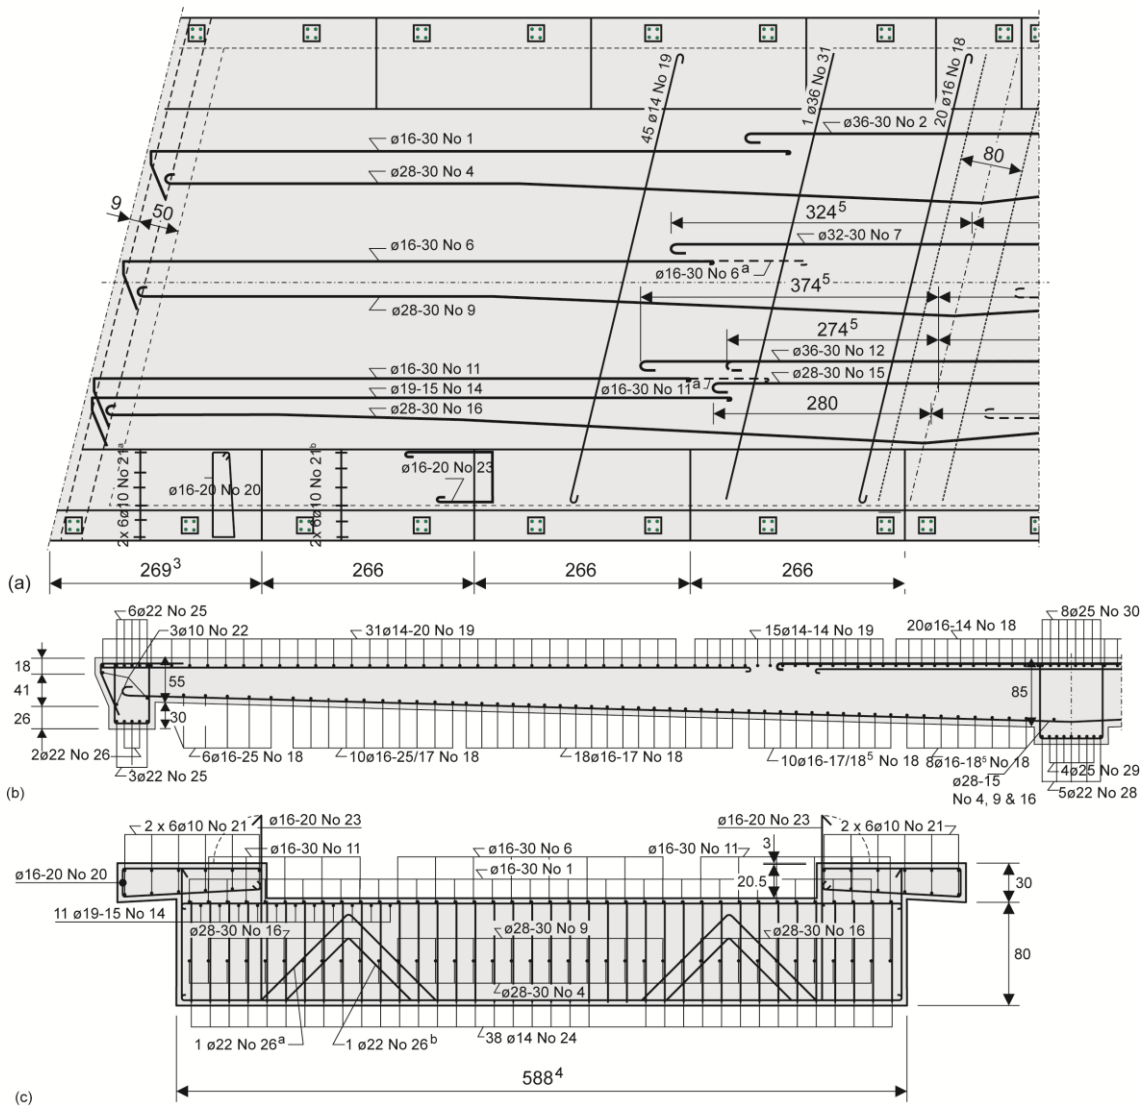 45 ø14 No 19
1 ø36 No 31
20 ø16 No 18
ø36-30 No 2
ø16-30 No 1
80
ø28-30 No 4
9
50
324⁵
ø32-30 No 7
ø16-30 No 6
ø16-30 No 6ᵃ
374⁵
ø28-30 No 9
274⁵
ø36-30 No 12
ø16-30 No 11
ø28-30 No 15
ø16-30 No 11ᵃ
ø19-15 No 14
ø28-30 No 16
280
2x 6ø10 No 21ᵃ
ø16-20 No 20
2x 6ø10 No 21ᵇ
ø16-20 No 23
269³
266
266
266
(a)
6ø22 No 25
3ø10 No 22
31ø14-20 No 19
15ø14-14 No 19
20ø16-14 No 18
8ø25 No 30
18
55
41
85
26
30
2ø22 No 26
6ø16-25 No 18
10ø16-25/17 No 18
18ø16-17 No 18
10ø16-17/18⁵ No 18
8ø16-18⁵ No 18
3ø22 No 25
ø28-15
No 4, 9 & 16
4ø25 No 29
5ø22 No 28
(b)
ø16-20 No 23
ø16-20 No 23
2 x 6ø10 No 21
2 x 6ø10 No 21
ø16-30 No 11
ø16-30 No 6
ø16-30 No 11
3
ø16-20 No 20
ø16-30 No 1
20.5
30
11 ø19-15 No 14
ø28-30 No 16
ø28-30 No 9
ø28-30 No 16
80
ø28-30 No 4
38 ø14 No 24
1 ø22 No 26ᵃ
1 ø22 No 26ᵇ
588⁴
(c)